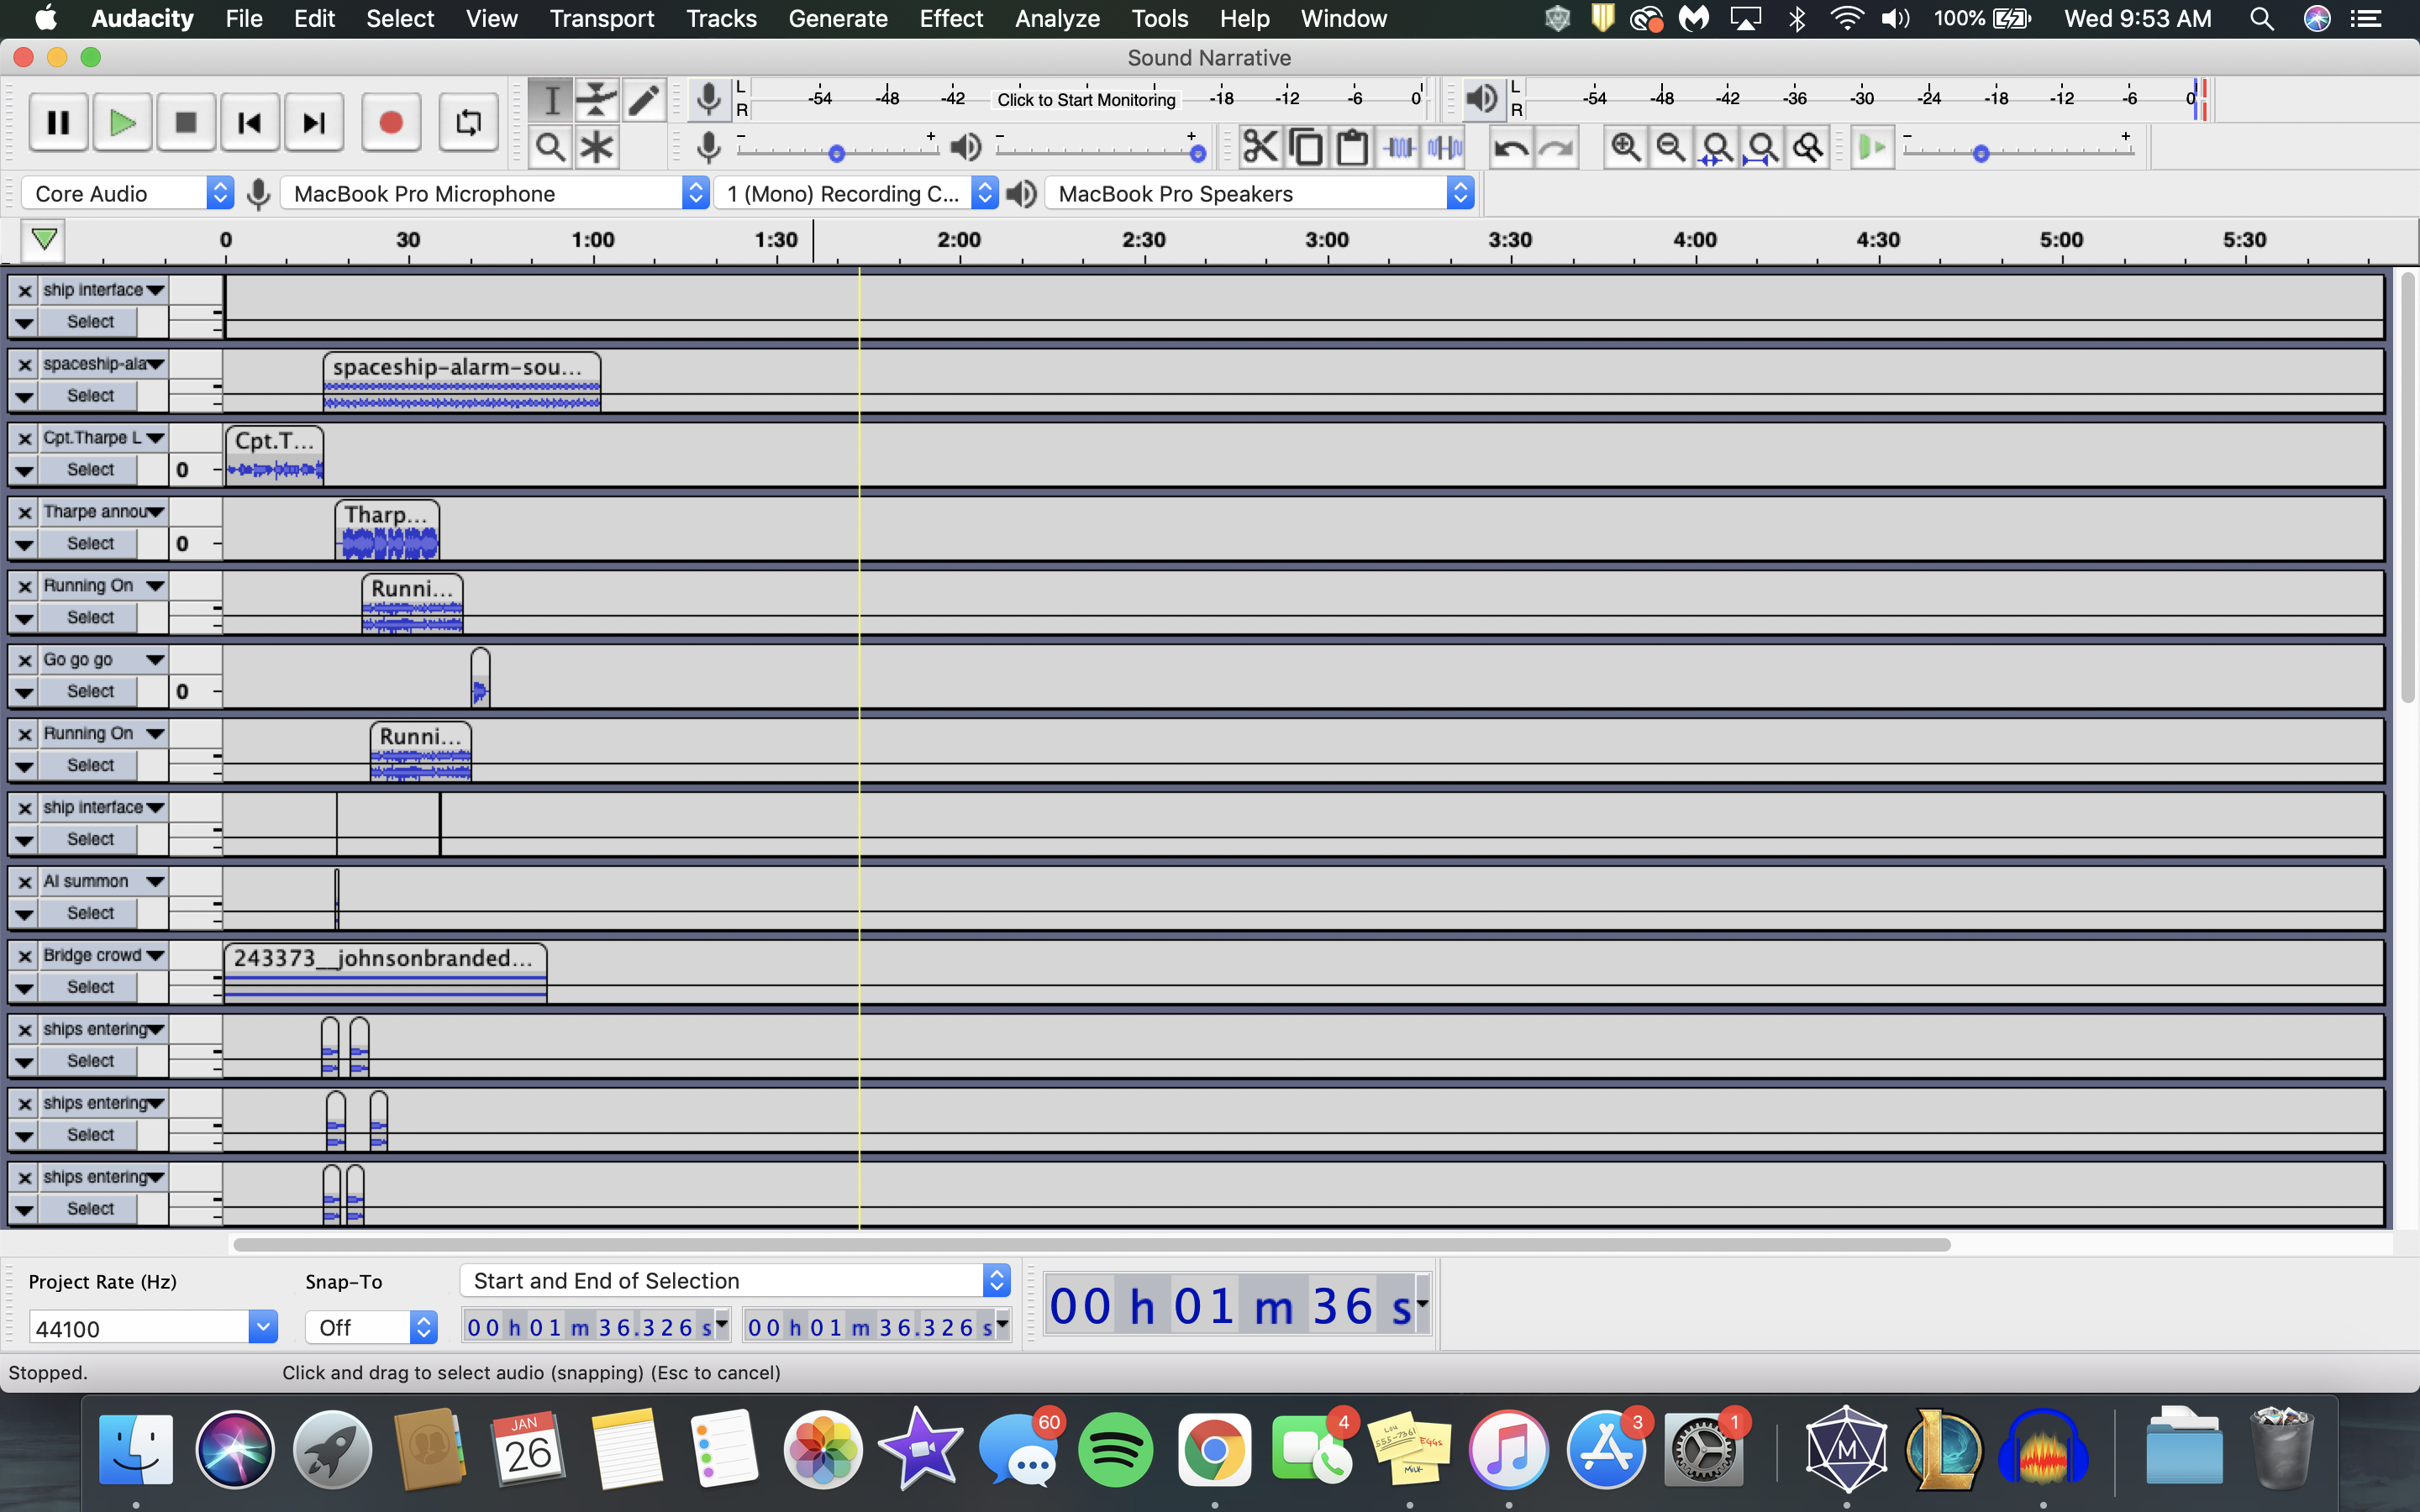 Audacity File Edit Select View Transport Tracks Generate Effect Analyze Tools Help Window 100% Wed 9:53 AM
Sound Narrative
L -54 -48 -42 Click to Start Monitoring -18 -12 -6 0 L -54 -48 -42 -36 -30 -24 -18 -12 -6 0
R R
- + - + - +
Core Audio MacBook Pro Microphone 1 (Mono) Recording C... MacBook Pro Speakers
0 30 1:00 1:30 2:00 2:30 3:00 3:30 4:00 4:30 5:00 5:30
ship interface
Select
spaceship-ala spaceship-alarm-sou...
Select
Cpt.Tharpe L Cpt.T...
Select 0
Tharpe annou Tharp...
Select 0
Running On Runni...
Select
Go go go
Select 0
Running On Runni...
Select
ship interface
Select
AI summon
Select
Bridge crowd 243373__johnsonbranded...
Select
ships entering
Select
ships entering
Select
ships entering
Select
Project Rate (Hz) Snap-To Start and End of Selection
44100 Off 00 h 01 m 36.326 s 00 h 01 m 36.326 s 00 h 01 m 36 s
Stopped. Click and drag to select audio (snapping) (Esc to cancel)
JAN
26
60
4
LOU
555-7361
EGGS
MILK
3
1
M
L